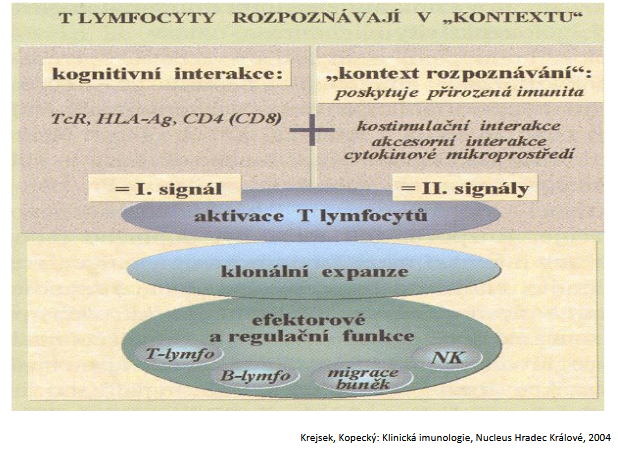 T LYMFOCYTY ROZPOZNÁVAJÍ V „KONTEXTU“
kognitivní interakce:
TcR, HLA-Ag, CD4 (CD8)
= I. signál
+
„kontext rozpoznávání“:
poskytuje přirozená imunita
kostimulační interakce
akcesorní interakce
cytokinové mikroprostředí
= II. signály
aktivace T lymfocytů
klonální expanze
efektorové
a regulační funkce
T-lymfo
B-lymfo
migrace
buněk
NK
Krejsek, Kopecký: Klinická imunologie, Nucleus Hradec Králové, 2004